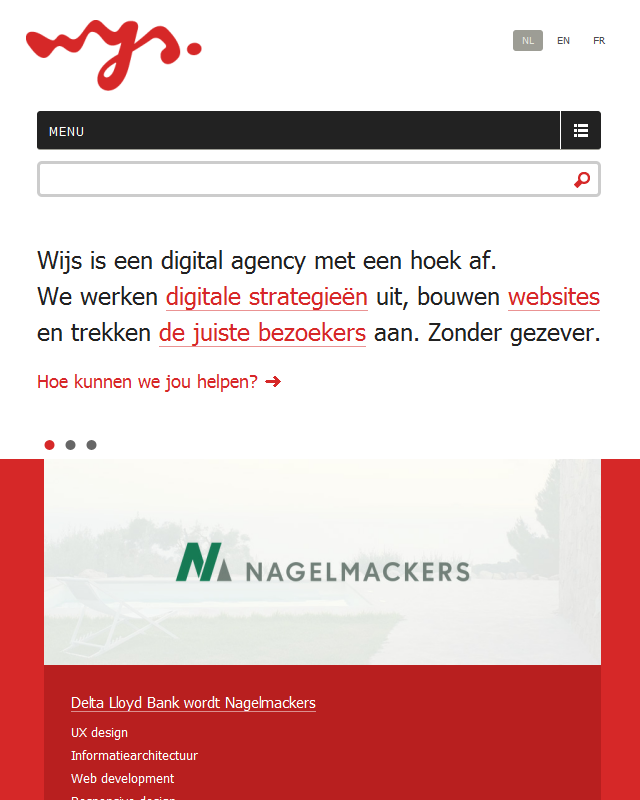 wijs.
NL EN FR
MENU
Wijs is een digital agency met een hoek af.
We werken digitale strategieën uit, bouwen websites
en trekken de juiste bezoekers aan. Zonder gezever.
Hoe kunnen we jou helpen?
NAGELMACKERS
Delta Lloyd Bank wordt Nagelmackers
UX design
Informatiearchitectuur
Web development
Responsive design